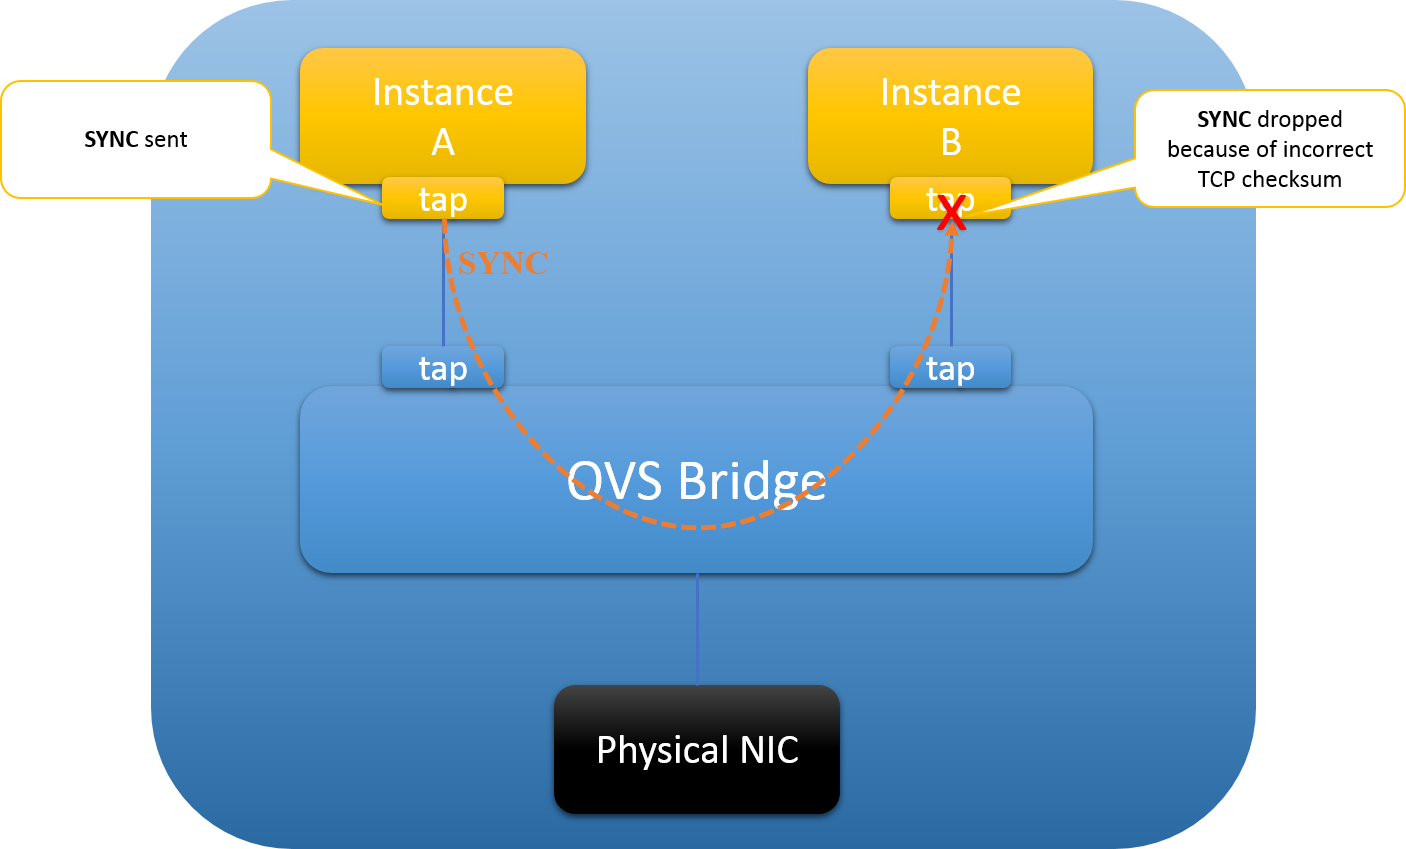 Instance
A
Instance
B
SYNC sent
SYNC dropped
because of incorrect
TCP checksum
tap
tap
SYNC
tap
tap
OVS Bridge
Physical NIC